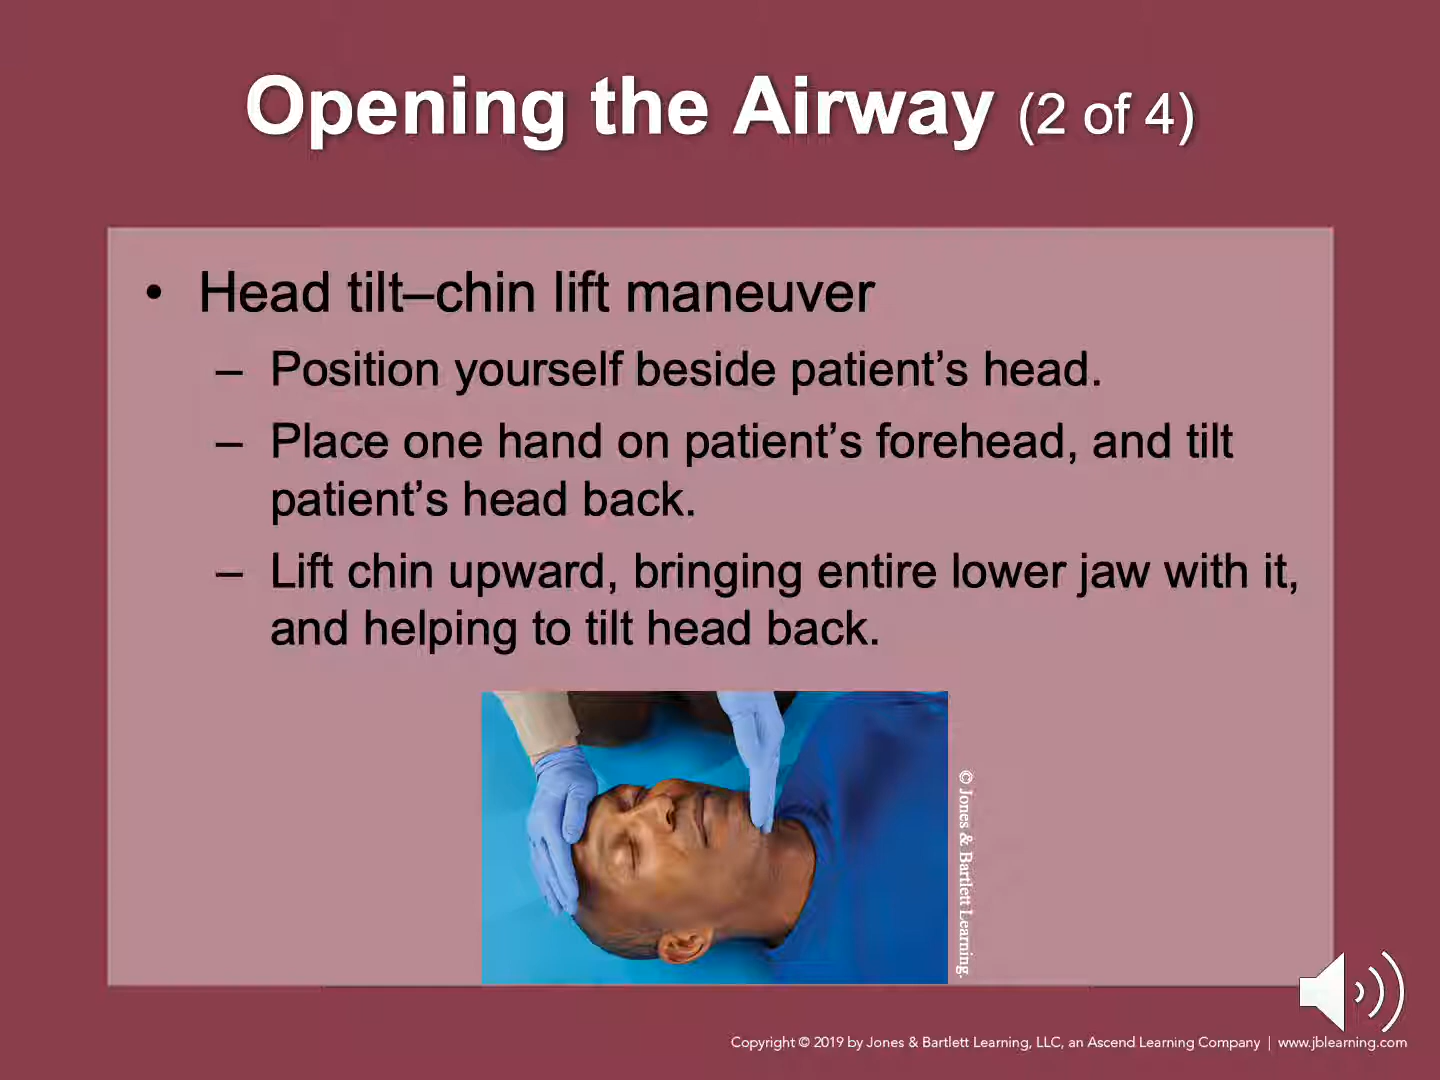 Opening the Airway (2 of 4)
• Head tilt–chin lift maneuver
– Position yourself beside patient’s head.
– Place one hand on patient’s forehead, and tilt
patient’s head back.
– Lift chin upward, bringing entire lower jaw with it,
and helping to tilt head back.
© Jones & Bartlett Learning.
Copyright © 2019 by Jones & Bartlett Learning, LLC, an Ascend Learning Company | www.jblearning.com